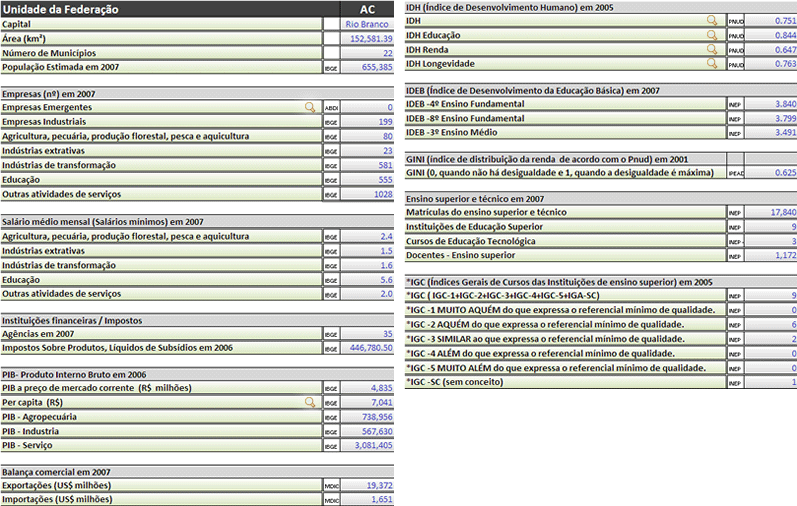 Unidade da Federação AC
Capital Rio Branco
Área (km²) 152,581.39
Número de Municípios 22
População Estimada em 2007 IBGE 655,385
Empresas (nº) em 2007
Empresas Emergentes ABDI 0
Empresas Industriais IBGE 199
Agricultura, pecuária, produção florestal, pesca e aquicultura IBGE 80
Indústrias extrativas IBGE 23
Indústrias de transformação IBGE 581
Educação IBGE 555
Outras atividades de serviços IBGE 1028
Salário médio mensal (Salários mínimos) em 2007
Agricultura, pecuária, produção florestal, pesca e aquicultura IBGE 2.4
Indústrias extrativas IBGE 1.5
Indústrias de transformação IBGE 1.6
Educação IBGE 5.6
Outras atividades de serviços IBGE 2.0
Instituições financeiras / Impostos
Agências em 2007 IBGE 35
Impostos Sobre Produtos, Líquidos de Subsídios em 2006 IBGE 446,780.50
PIB- Produto Interno Bruto em 2006
PIB a preço de mercado corrente (R$ milhões) IBGE 4,835
Per capita (R$) IBGE 7,041
PIB - Agropecuária IBGE 738,956
PIB - Industria IBGE 567,630
PIB - Serviço IBGE 3,081,405
Balança comercial em 2007
Exportações (US$ milhões) MDIC 19,372
Importações (US$ milhões) MDIC 1,651
IDH (Índice de Desenvolvimento Humano) em 2005
IDH PNUD 0.751
IDH Educação PNUD 0.844
IDH Renda PNUD 0.647
IDH Longevidade PNUD 0.763
IDEB (Índice de Desenvolvimento da Educação Básica) em 2007
IDEB -4º Ensino Fundamental INEP 3.840
IDEB -8º Ensino Fundamental INEP 3.799
IDEB -3º Ensino Médio INEP 3.491
GINI (índice de distribuição da renda de acordo com o Pnud) em 2001
GINI (0, quando não há desigualdade e 1, quando a desigualdade é máxima) IPEAD 0.625
Ensino superior e técnico em 2007
Matrículas do ensino superior e técnico INEP 17,840
Instituições de Educação Superior INEP 9
Cursos de Educação Tecnológica INEP 3
Docentes - Ensino superior INEP 1,172
*IGC (Índices Gerais de Cursos das Instituições de ensino superior) em 2005
*IGC ( IGC-1+IGC-2+IGC-3+IGC-4+IGC-5+IGA-SC) INEP 9
*IGC -1 MUITO AQUÉM do que expressa o referencial mínimo de qualidade. INEP 0
*IGC -2 AQUÉM do que expressa o referencial mínimo de qualidade. INEP 6
*IGC -3 SIMILAR ao que expressa o referencial mínimo de qualidade. INEP 2
*IGC -4 ALÉM do que expressa o referencial mínimo de qualidade. INEP 0
*IGC -5 MUITO ALÉM do que expressa o referencial mínimo de qualidade. INEP 0
*IGC -SC (sem conceito) INEP 1